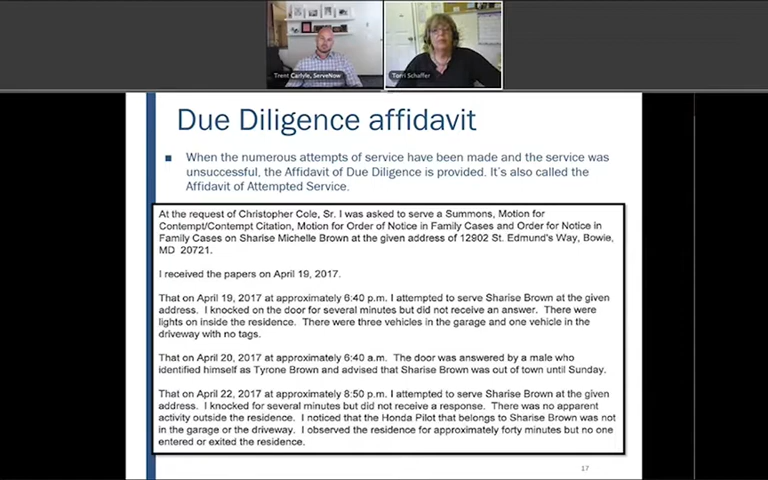 Trent Carlyle, ServeNow
Torri Schaffer
Due Diligence affidavit
When the numerous attempts of service have been made and the service was
unsuccessful, the Affidavit of Due Diligence is provided. It's also called the
Affidavit of Attempted Service.
At the request of Christopher Cole, Sr. I was asked to serve a Summons, Motion for
Contempt/Contempt Citation, Motion for Order of Notice in Family Cases and Order for Notice in
Family Cases on Sharise Michelle Brown at the given address of 12902 St. Edmund's Way, Bowie,
MD 20721.
I received the papers on April 19, 2017.
That on April 19, 2017 at approximately 6:40 p.m. I attempted to serve Sharise Brown at the given
address. I knocked on the door for several minutes but did not receive an answer. There were
lights on inside the residence. There were three vehicles in the garage and one vehicle in the
driveway with no tags.
That on April 20, 2017 at approximately 6:40 a.m. The door was answered by a male who
identified himself as Tyrone Brown and advised that Sharise Brown was out of town until Sunday.
That on April 22, 2017 at approximately 8:50 p.m. I attempted to serve Sharise Brown at the given
address. I knocked for several minutes but did not receive a response. There was no apparent
activity outside the residence. I noticed that the Honda Pilot that belongs to Sharise Brown was not
in the garage or the driveway. I observed the residence for approximately forty minutes but no one
entered or exited the residence.
17